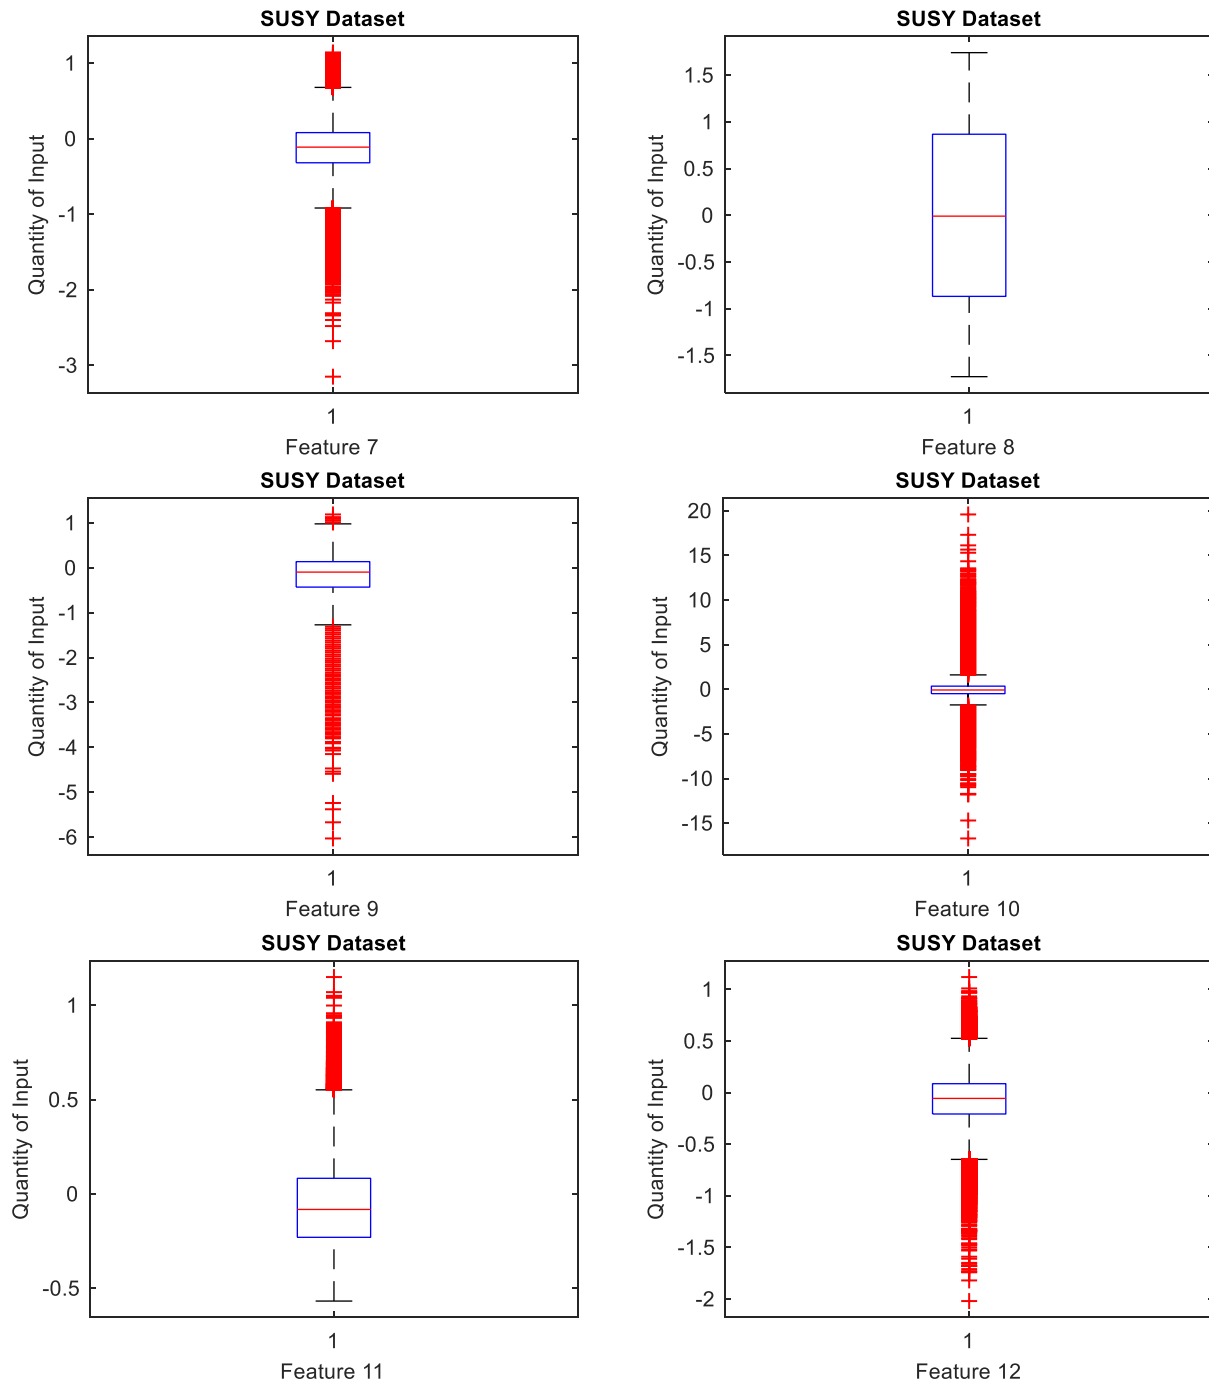 SUSY Dataset
Quantity of Input
1
0
-1
-2
-3
1
Feature 7
SUSY Dataset
Quantity of Input
1.5
1
0.5
0
-0.5
-1
-1.5
1
Feature 8
SUSY Dataset
Quantity of Input
1
0
-1
-2
-3
-4
-5
-6
1
Feature 9
SUSY Dataset
Quantity of Input
20
15
10
5
0
-5
-10
-15
1
Feature 10
SUSY Dataset
Quantity of Input
1
0.5
0
-0.5
1
Feature 11
SUSY Dataset
Quantity of Input
1
0.5
0
-0.5
-1
-1.5
-2
1
Feature 12